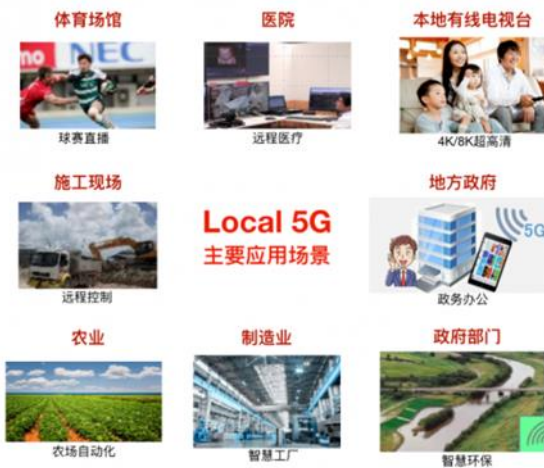 体育场馆
医院
本地有线电视台
mo NEC
球赛直播
远程医疗
4K/8K超高清
施工现场
Local 5G
主要应用场景
地方政府
5G
远程控制
政务办公
农业
制造业
政府部门
农场自动化
智慧工厂
智慧环保